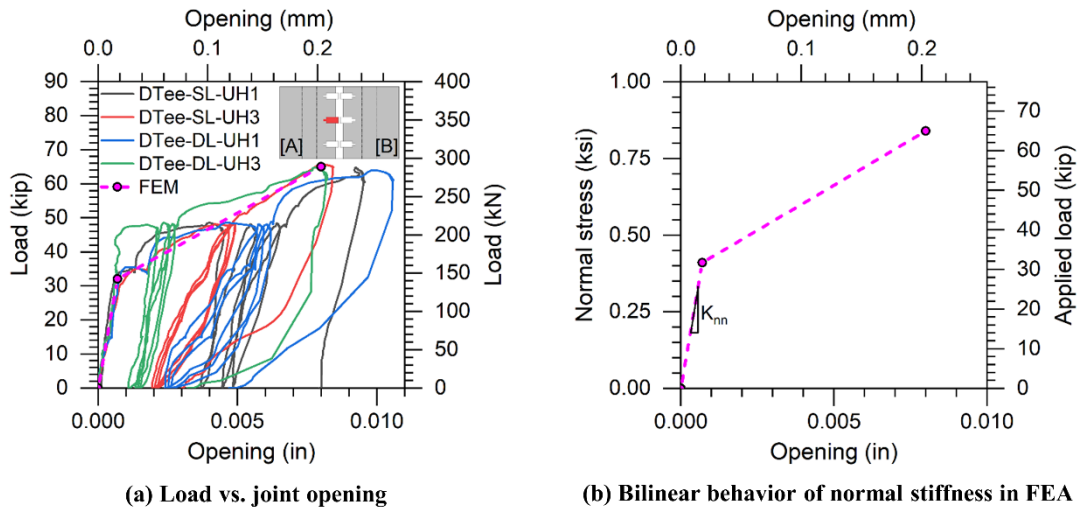 Opening (mm)
0.0 0.1 0.2
90
80
70
60
50
40
30
20
10
0
Load (kip)
DTee-SL-UH1
DTee-SL-UH3
DTee-DL-UH1
DTee-DL-UH3
FEM
[A] [B]
400
350
300
250
200
150
100
50
0
Load (kN)
0.000 0.005 0.010
Opening (in)
(a) Load vs. joint opening
Opening (mm)
0.0 0.1 0.2
1.00
0.75
0.50
0.25
0.00
Normal stress (ksi)
Knn
70
60
50
40
30
20
10
0
Applied load (kip)
0.000 0.005 0.010
Opening (in)
(b) Bilinear behavior of normal stiffness in FEA